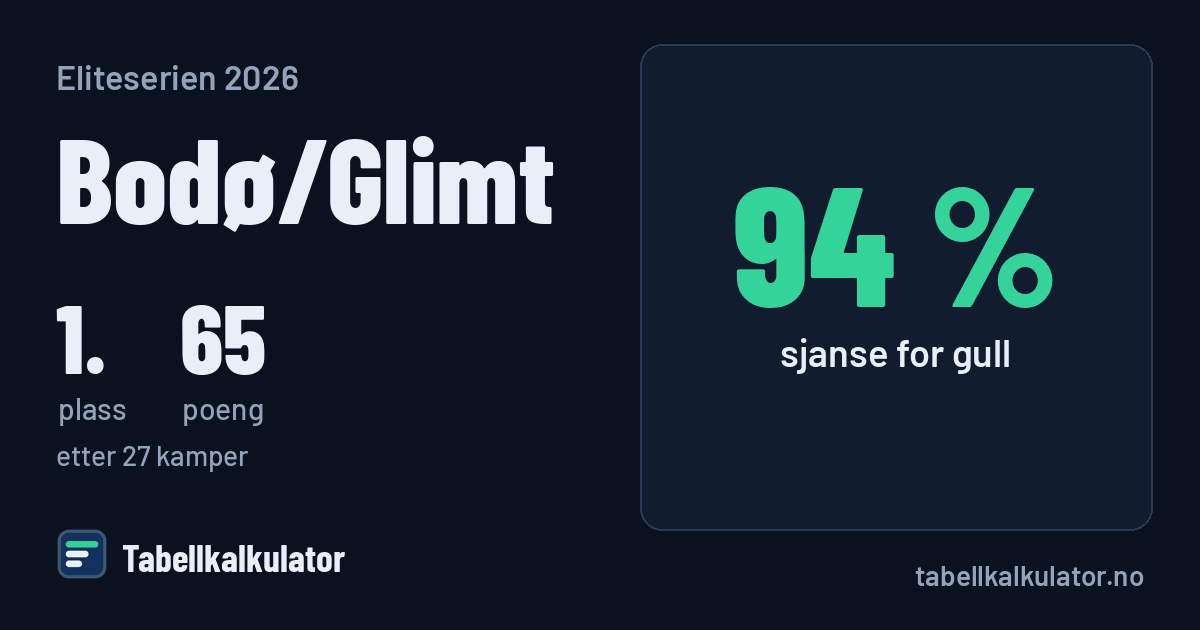 Eliteserien 2026
Bodø/Glimt
1. 65
plass poeng
etter 27 kamper
Tabellkalkulator
94 %
sjanse for gull
tabellkalkulator.no